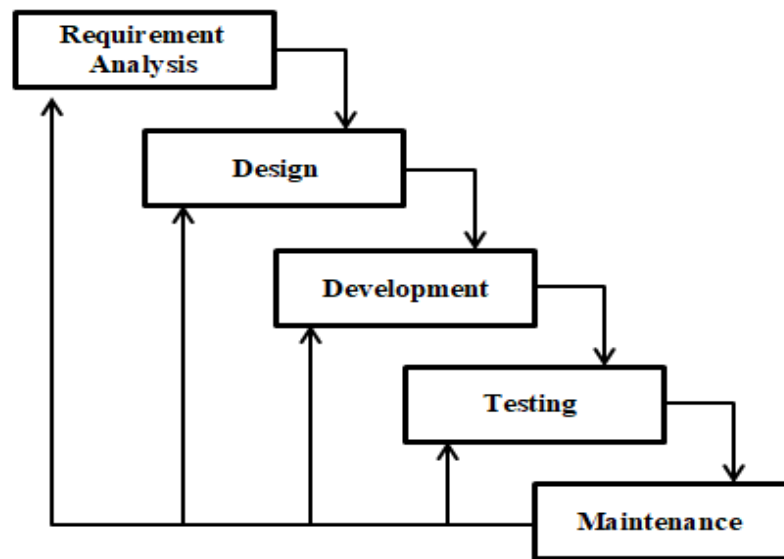 Requirement
Analysis
Design
Development
Testing
Maintenance